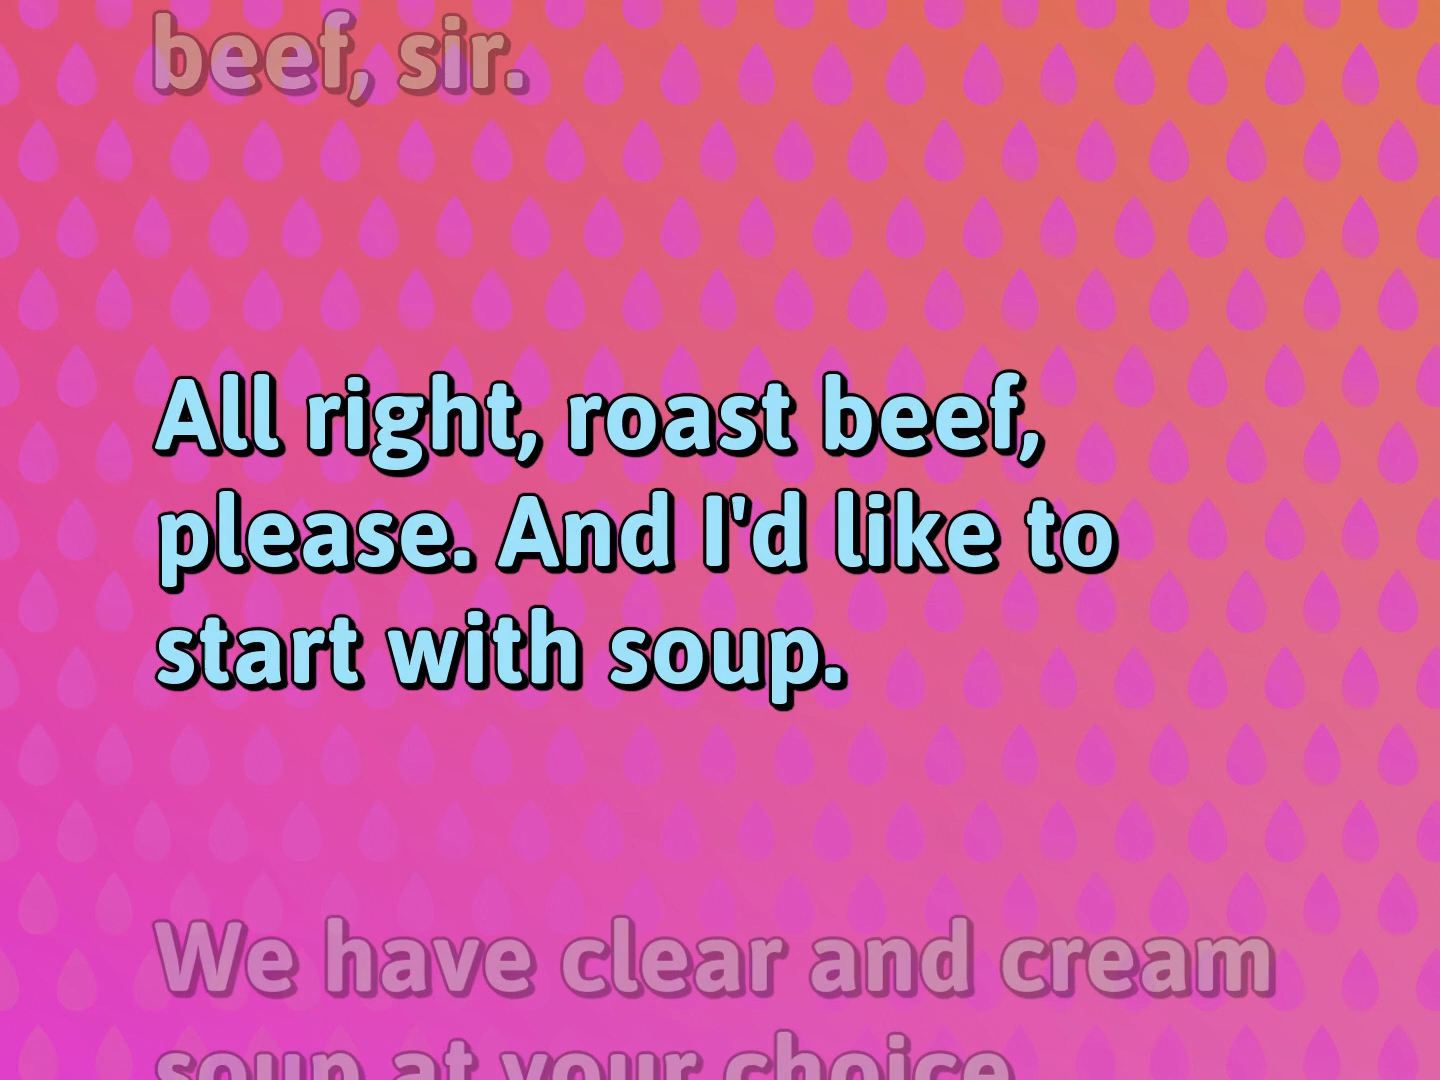 beef, sir.
All right, roast beef,
please. And I'd like to
start with soup.
We have clear and cream
soup at your choice